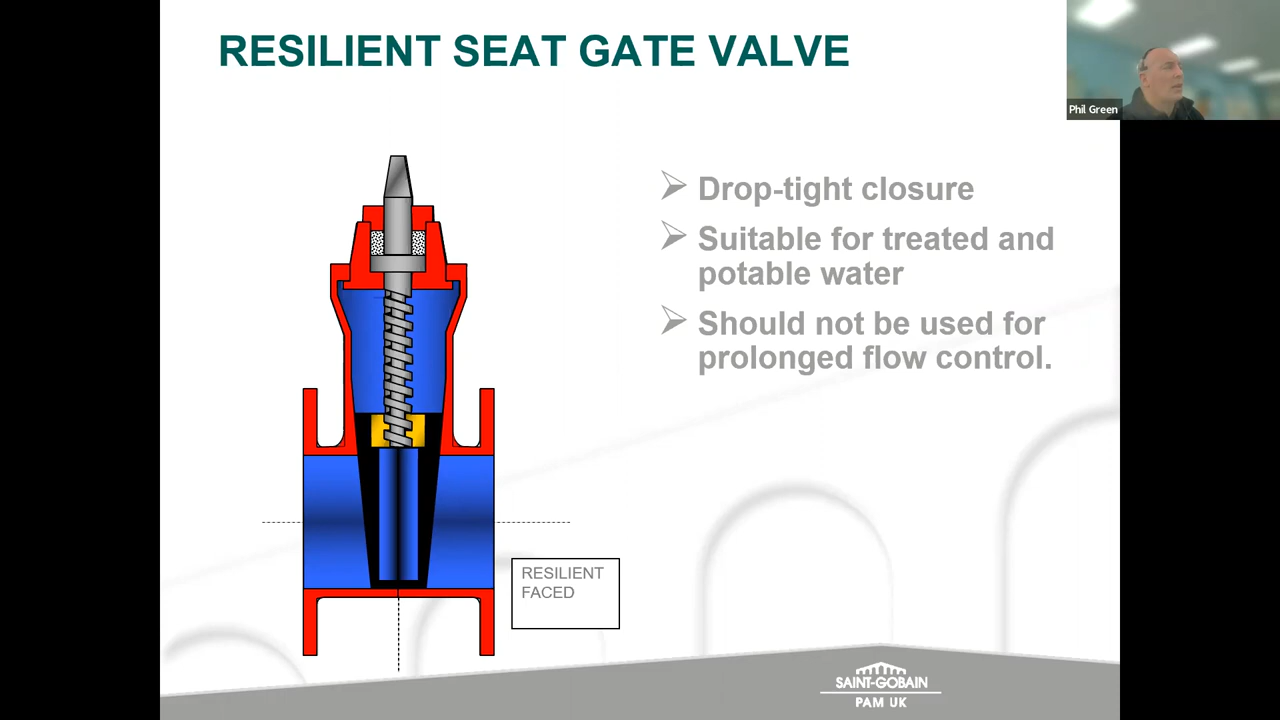 RESILIENT SEAT GATE VALVE
Phil Green
Drop-tight closure
Suitable for treated and
potable water
Should not be used for
prolonged flow control.
RESILIENT
FACED
SAINT-GOBAIN
PAM UK